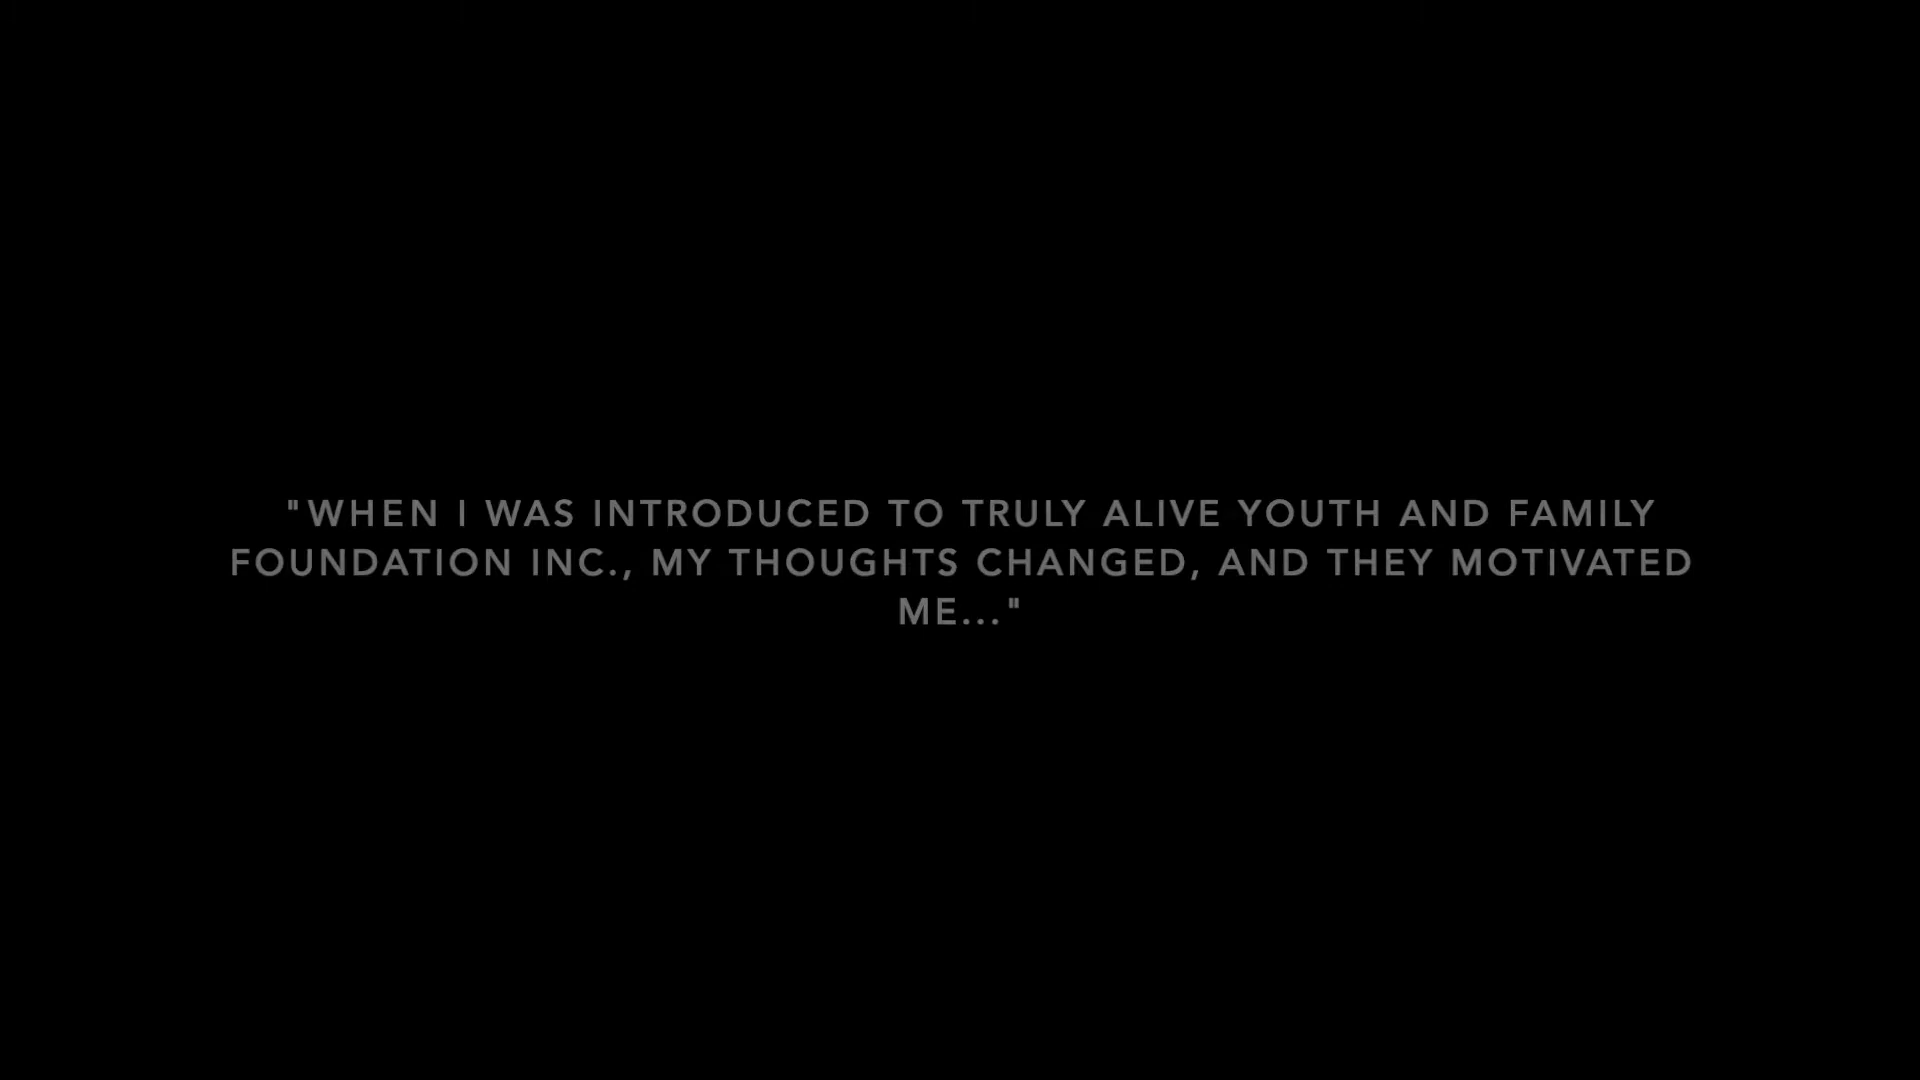 "WHEN I WAS INTRODUCED TO TRULY ALIVE YOUTH AND FAMILY
FOUNDATION INC., MY THOUGHTS CHANGED, AND THEY MOTIVATED
ME..."